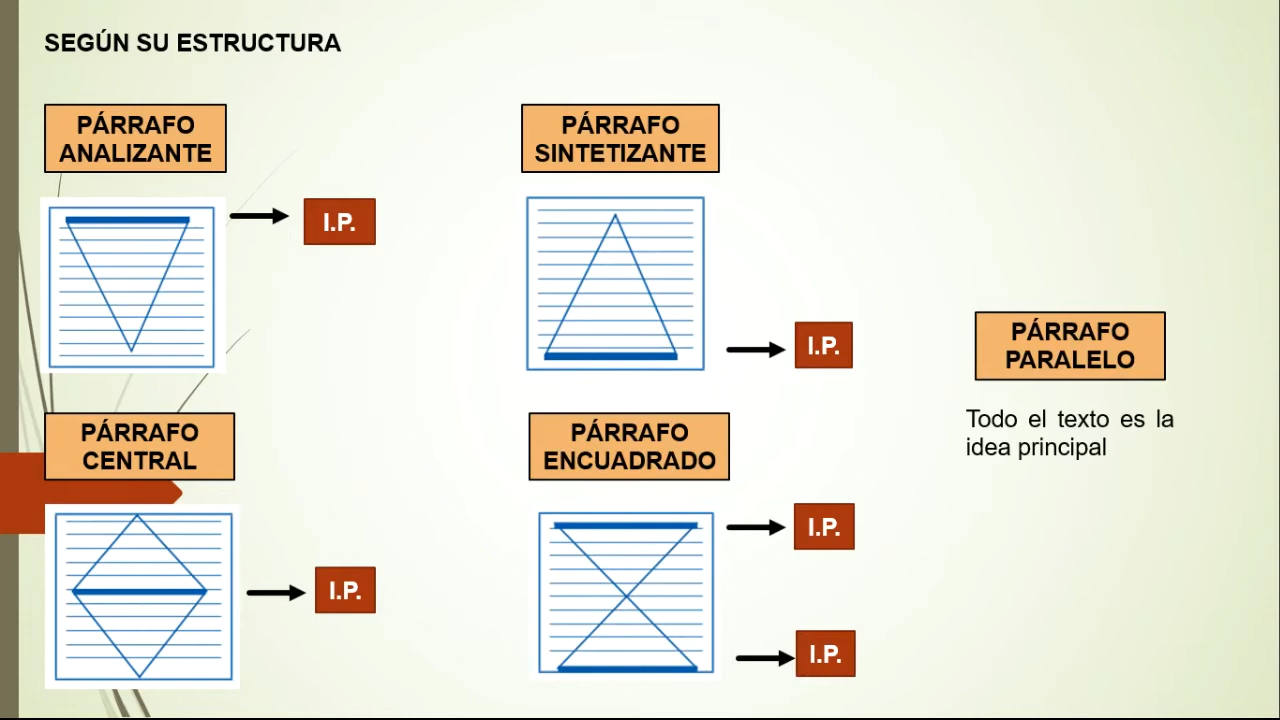 SEGÚN SU ESTRUCTURA
PÁRRAFO
ANALIZANTE
I.P.
PÁRRAFO
SINTETIZANTE
I.P.
PÁRRAFO
CENTRAL
I.P.
PÁRRAFO
ENCUADRADO
I.P.
I.P.
PÁRRAFO
PARALELO
Todo el texto es la
idea principal